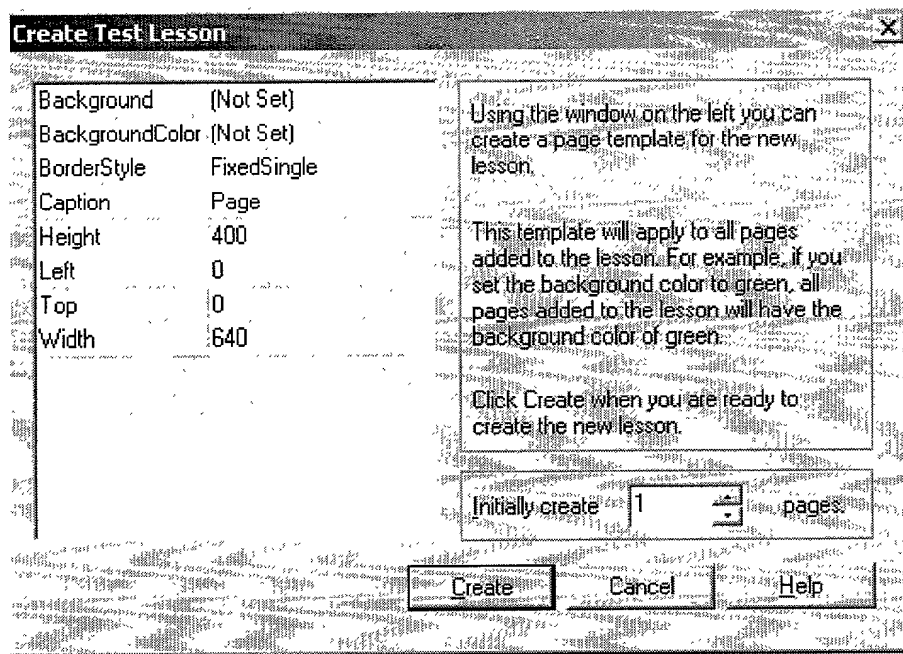 Create Test Lesson
Background (Not Set)
BackgroundColor (Not Set)
BorderStyle FixedSingle
Caption Page
Height 400
Left 0
Top 0
Width 640
Using the window on the left you can
create a page template for the new
lesson.
This template will apply to all pages
added to the lesson. For example, if you
set the background color to green, all
pages added to the lesson will have the
background color of green.
Click Create when you are ready to
create the new lesson.
Initially create 1 pages.
Create Cancel Help